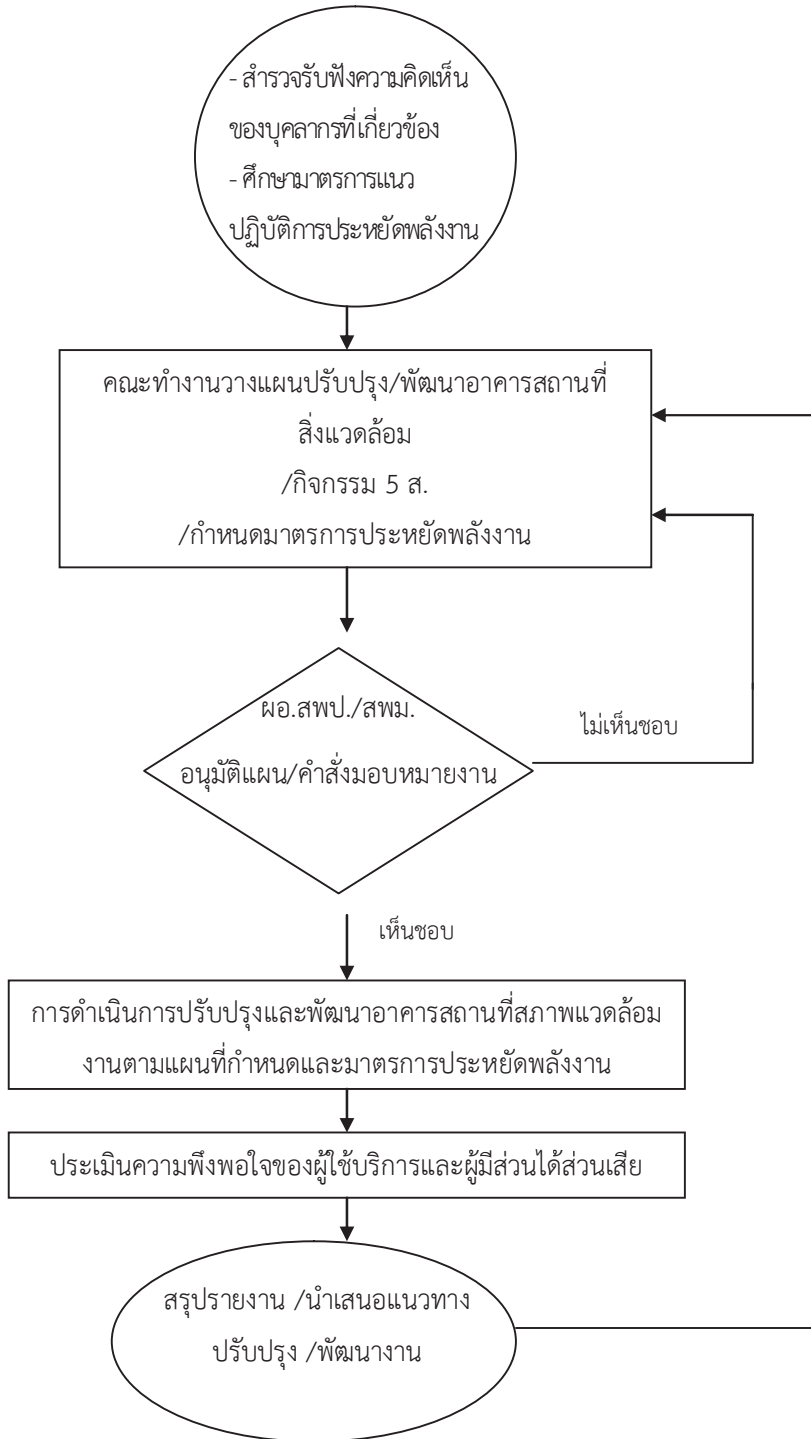 - สำรวจรับฟังความคิดเห็น
ของบุคลากรที่เกี่ยวข้อง
- ศึกษามาตรการแนว
ปฏิบัติการประหยัดพลังงาน
คณะทำงานวางแผนปรับปรุง/พัฒนาอาคารสถานที่
สิ่งแวดล้อม
/กิจกรรม 5 ส.
/กำหนดมาตรการประหยัดพลังงาน
ผอ.สพป./สพม.
อนุมัติแผน/คำสั่งมอบหมายงาน
ไม่เห็นชอบ
เห็นชอบ
การดำเนินการปรับปรุงและพัฒนาอาคารสถานที่สภาพแวดล้อม
งานตามแผนที่กำหนดและมาตรการประหยัดพลังงาน
ประเมินความพึงพอใจของผู้ใช้บริการและผู้มีส่วนได้ส่วนเสีย
สรุปรายงาน /นำเสนอแนวทาง
ปรับปรุง /พัฒนางาน